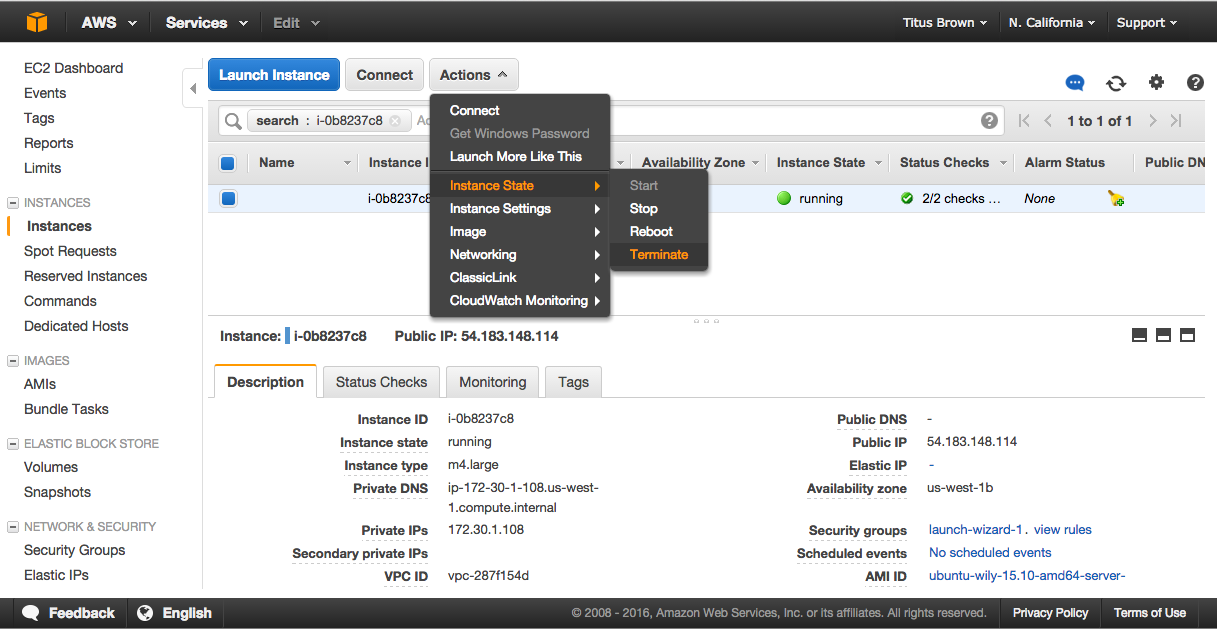 AWS Services Edit Titus Brown N. California Support
EC2 Dashboard
Events
Tags
Reports
Limits
INSTANCES
Instances
Spot Requests
Reserved Instances
Commands
Dedicated Hosts
IMAGES
AMIs
Bundle Tasks
ELASTIC BLOCK STORE
Volumes
Snapshots
NETWORK & SECURITY
Security Groups
Elastic IPs
Launch Instance Connect Actions
search : i-0b8237c8 Ad
1 to 1 of 1
Name Instance I Availability Zone Instance State Status Checks Alarm Status Public DN
i-0b8237c8 running 2/2 checks ... None
Connect
Get Windows Password
Launch More Like This
Instance State
Instance Settings
Image
Networking
ClassicLink
CloudWatch Monitoring
Start
Stop
Reboot
Terminate
Instance: i-0b8237c8 Public IP: 54.183.148.114
Description Status Checks Monitoring Tags
Instance ID i-0b8237c8
Instance state running
Instance type m4.large
Private DNS ip-172-30-1-108.us-west-
1.compute.internal
Private IPs 172.30.1.108
Secondary private IPs
VPC ID vpc-287f154d
Public DNS -
Public IP 54.183.148.114
Elastic IP -
Availability zone us-west-1b
Security groups launch-wizard-1. view rules
Scheduled events No scheduled events
AMI ID ubuntu-wily-15.10-amd64-server-
Feedback English © 2008 - 2016, Amazon Web Services, Inc. or its affiliates. All rights reserved. Privacy Policy Terms of Use